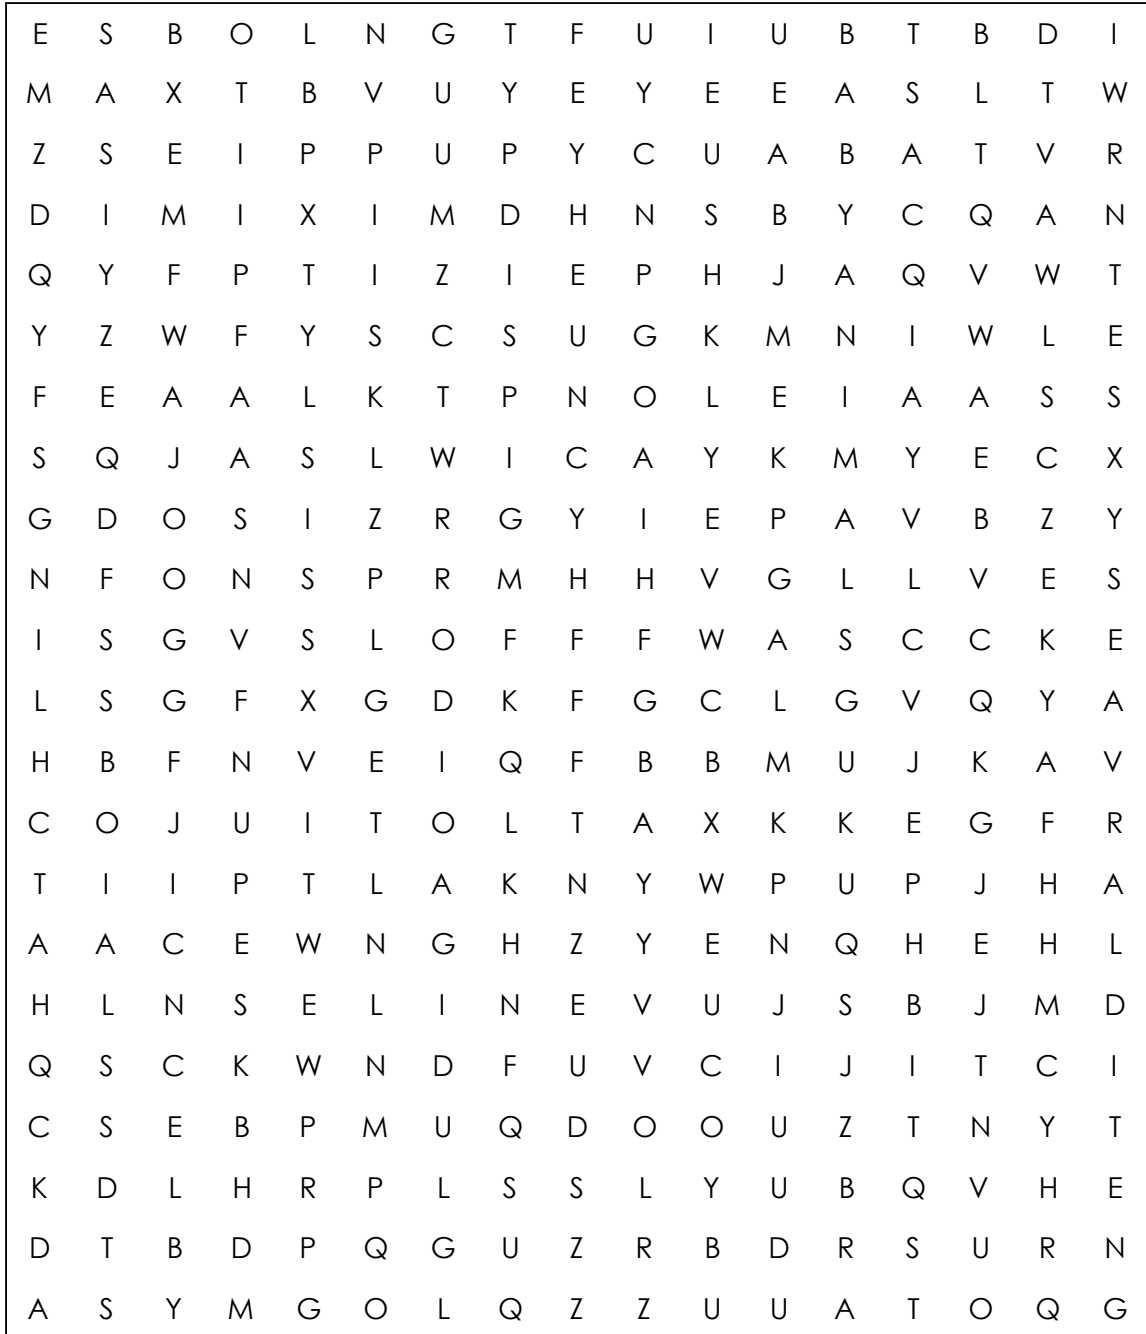 E S B O L N G T F U I U B T B D I
M A X T B V U Y E Y E E A S L T W
Z S E I P P U P Y C U A B A T V R
D I M I X I M D H N S B Y C Q A N
Q Y F P T I Z I E P H J A Q V W T
Y Z W F Y S C S U G K M N I W L E
F E A A L K T P N O L E I A A S S
S Q J A S L W I C A Y K M Y E C X
G D O S I Z R G Y I E P A V B Z Y
N F O N S P R M H H V G L L V E S
I S G V S L O F F F W A S C C K E
L S G F X G D K F G C L G V Q Y A
H B F N V E I Q F B B M U J K A V
C O J U I T O L T A X K K E G F R
T I I P T L A K N Y W P U P J H A
A A C E W N G H Z Y E N Q H E H L
H L N S E L I N E V U J S B J M D
Q S C K W N D F U V C I J I T C I
C S E B P M U Q D O O U Z T N Y T
K D L H R P L S S L Y U B Q V H E
D T B D P Q G U Z R B D R S U R N
A S Y M G O L Q Z Z U U A T O Q G